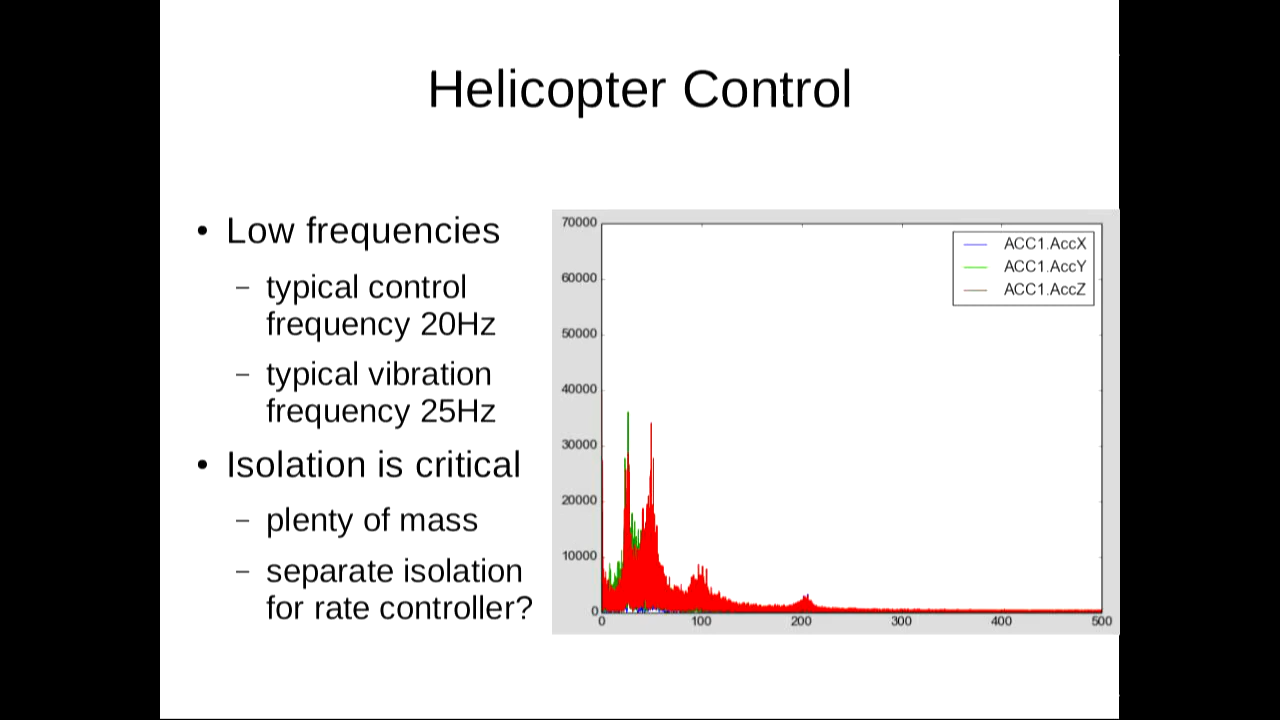 Helicopter Control
• Low frequencies
– typical control
frequency 20Hz
– typical vibration
frequency 25Hz
• Isolation is critical
– plenty of mass
– separate isolation
for rate controller?
70000
60000
50000
40000
30000
20000
10000
0
0 100 200 300 400 500
ACC1.AccX
ACC1.AccY
ACC1.AccZ